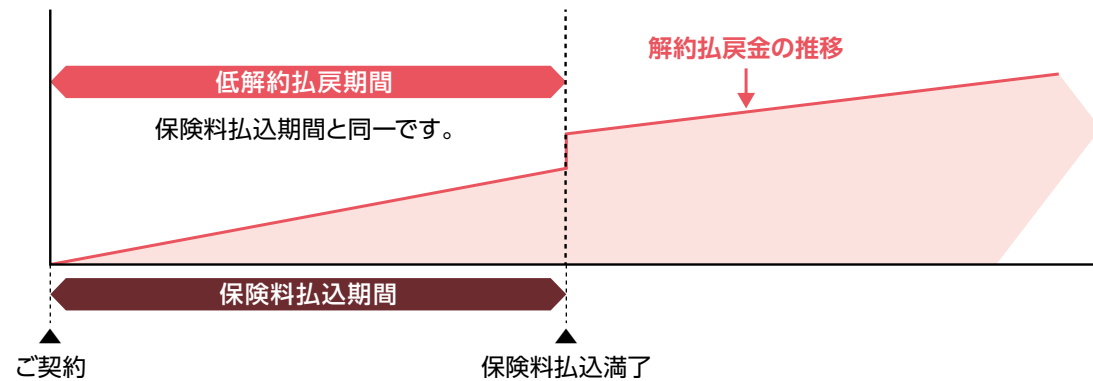 解約払戻金の推移
低解約払戻期間
保険料払込期間と同一です。
保険料払込期間
ご契約
保険料払込満了